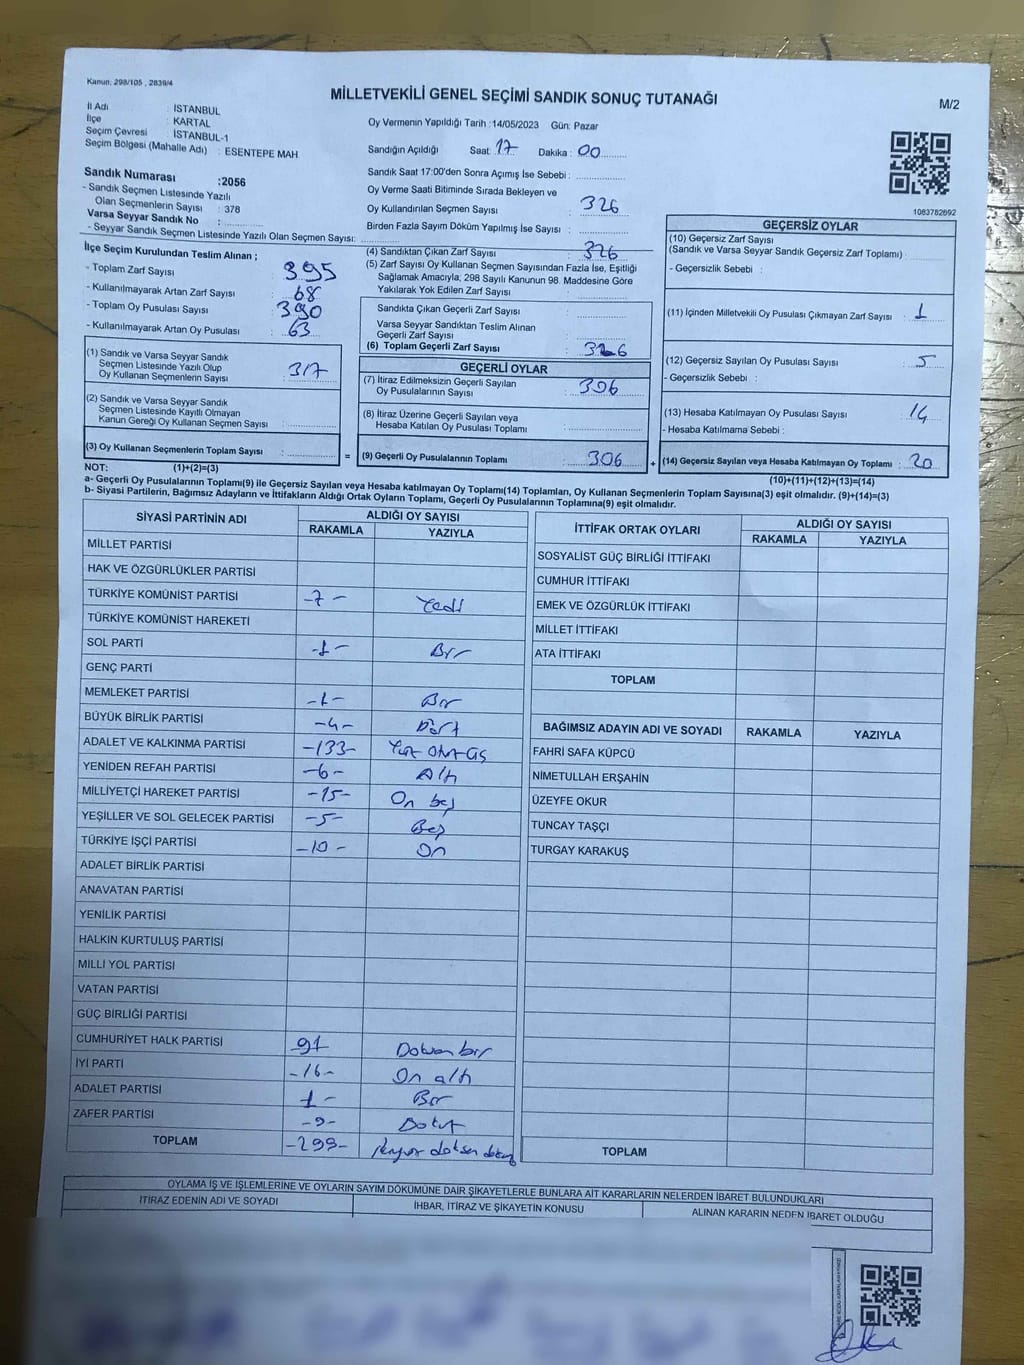 Kanun, 298/105 , 2839/4
MİLLETVEKİLİ GENEL SEÇİMİ SANDIK SONUÇ TUTANAĞI
M/2
İl Adı : İSTANBUL
İlçe : KARTAL
Seçim Çevresi : İSTANBUL-1
Seçim Bölgesi (Mahalle Adı) : ESENTEPE MAH
Oy Vermenin Yapıldığı Tarih :14/05/2023 Gün: Pazar
Sandığın Açıldığı Saat: 17 Dakika : 00
Sandık Saat 17:00'den Sonra Açımış İse Sebebi :
Oy Verme Saati Bitiminde Sırada Bekleyen ve
Oy Kullandırılan Seçmen Sayısı : 326
Birden Fazla Sayım Döküm Yapılmış İse Sayısı :
1083782892
Sandık Numarası :2056
- Sandık Seçmen Listesinde Yazılı
Olan Seçmenlerin Sayısı : 378
Varsa Seyyar Sandık No :
- Seyyar Sandık Seçmen Listesinde Yazılı Olan Seçmen Sayısı:
İlçe Seçim Kurulundan Teslim Alınan ;
- Toplam Zarf Sayısı : 395
- Kullanılmayarak Artan Zarf Sayısı : 68
- Toplam Oy Pusulası Sayısı : 390
- Kullanılmayarak Artan Oy Pusulası : 63
(1) Sandık ve Varsa Seyyar Sandık
Seçmen Listesinde Yazılı Olup
Oy Kullanan Seçmenlerin Sayısı : 317
(2) Sandık ve Varsa Seyyar Sandık
Seçmen Listesinde Kayıtlı Olmayan
Kanun Gereği Oy Kullanan Seçmen Sayısı :
(3) Oy Kullanan Seçmenlerin Toplam Sayısı :
(4) Sandıktan Çıkan Zarf Sayısı : 326
(5) Zarf Sayısı Oy Kullanan Seçmen Sayısından Fazla İse, Eşitliği
Sağlamak Amacıyla; 298 Sayılı Kanunun 98. Maddesine Göre
Yakılarak Yok Edilen Zarf Sayısı :
Sandıkta Çıkan Geçerli Zarf Sayısı :
Varsa Seyyar Sandıktan Teslim Alınan
Geçerli Zarf Sayısı :
(6) Toplam Geçerli Zarf Sayısı : 326
GEÇERLİ OYLAR
(7) İtiraz Edilmeksizin Geçerli Sayılan
Oy Pusulalarının Sayısı : 306
(8) İtiraz Üzerine Geçerli Sayılan veya
Hesaba Katılan Oy Pusulası Toplamı :
= (9) Geçerli Oy Pusulalarının Toplamı : 306
GEÇERSİZ OYLAR
(10) Geçersiz Zarf Sayısı
(Sandık ve Varsa Seyyar Sandık Geçersiz Zarf Toplamı) :
- Geçersizlik Sebebi :
(11) İçinden Milletvekili Oy Pusulası Çıkmayan Zarf Sayısı : 1
(12) Geçersiz Sayılan Oy Pusulası Sayısı : 5
- Geçersizlik Sebebi :
(13) Hesaba Katılmayan Oy Pusulası Sayısı : 14
- Hesaba Katılmama Sebebi :
+ (14) Geçersiz Sayılan veya Hesaba Katılmayan Oy Toplamı : 20
NOT: (1)+(2)=(3)
(10)+(11)+(12)+(13)=(14)
a- Geçerli Oy Pusulaları Toplamı(9) ile Geçersiz Sayılan veya Hesaba katılmayan Oy Toplamı(14) Toplamları, Oy Kullanan Seçmenlerin Toplam Sayısına(3) eşit olmalıdır. (9)+(14)=(3)
b- Siyasi Partilerin, Bağımsız Adayların ve İttifakların Aldığı Ortak Oyların Toplamı, Geçerli Oy Pusulalarının Toplamına(9) eşit olmalıdır.
SİYASİ PARTİNİN ADI ALDIĞI OY SAYISI
RAKAMLA YAZIYLA
MİLLET PARTİSİ
HAK VE ÖZGÜRLÜKLER PARTİSİ
TÜRKİYE KOMÜNİST PARTİSİ -7- Yedi
TÜRKİYE KOMÜNİST HAREKETİ
SOL PARTİ -1- Bir
GENÇ PARTİ
MEMLEKET PARTİSİ -1- Bir
BÜYÜK BİRLİK PARTİSİ -4- Dört
ADALET VE KALKINMA PARTİSİ -133- Yüz Otuz Üç
YENİDEN REFAH PARTİSİ -6- Altı
MİLLİYETÇİ HAREKET PARTİSİ -15- On beş
YEŞİLLER VE SOL GELECEK PARTİSİ -5- Beş
TÜRKİYE İŞÇİ PARTİSİ -10- On
ADALET BİRLİK PARTİSİ
ANAVATAN PARTİSİ
YENİLİK PARTİSİ
HALKIN KURTULUŞ PARTİSİ
MİLLİ YOL PARTİSİ
VATAN PARTİSİ
GÜÇ BİRLİĞİ PARTİSİ
CUMHURİYET HALK PARTİSİ -91 Doksan bir
İYİ PARTİ -16- On altı
ADALET PARTİSİ 1- Bir
ZAFER PARTİSİ -9- Dokuz
TOPLAM -299- İkiyüz doksan dokuz
İTTİFAK ORTAK OYLARI ALDIĞI OY SAYISI
RAKAMLA YAZIYLA
SOSYALİST GÜÇ BİRLİĞİ İTTİFAKI
CUMHUR İTTİFAKI
EMEK VE ÖZGÜRLÜK İTTİFAKI
MİLLET İTTİFAKI
ATA İTTİFAKI
TOPLAM
BAĞIMSIZ ADAYIN ADI VE SOYADI RAKAMLA YAZIYLA
FAHRİ SAFA KÜPCÜ
NİMETULLAH ERŞAHİN
ÜZEYFE OKUR
TUNCAY TAŞÇI
TURGAY KARAKUŞ
TOPLAM
OYLAMA İŞ VE İŞLEMLERİNE VE OYLARIN SAYIM DÖKÜMÜNE DAİR ŞİKAYETLERLE BUNLARA AİT KARARLARIN NELERDEN İBARET BULUNDUKLARI
İTİRAZ EDENİN ADI VE SOYADI İHBAR, İTİRAZ VE ŞİKAYETİN KONUSU ALINAN KARARIN NEDEN İBARET OLDUĞU